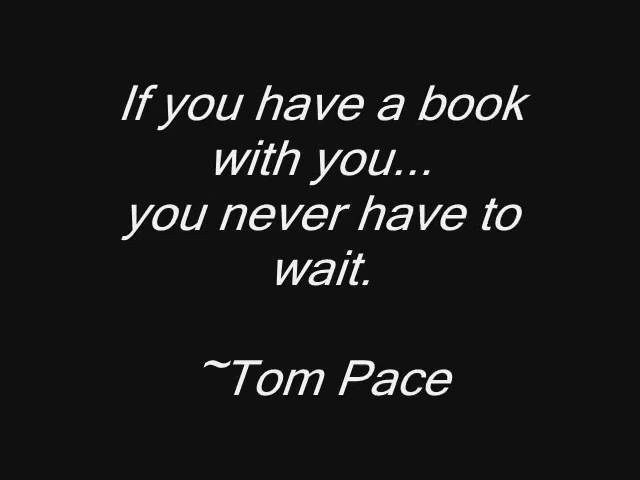 If you have a book
with you...
you never have to
wait.
~Tom Pace